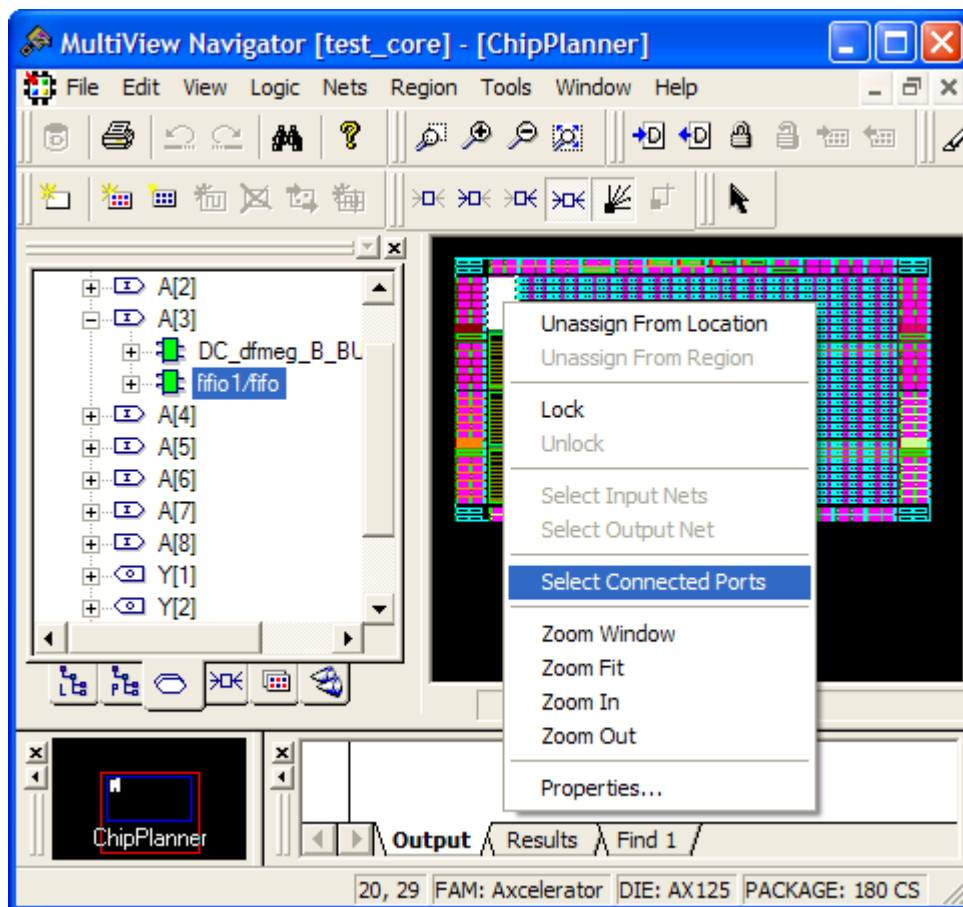 MultiView Navigator [test_core] - [ChipPlanner]
File Edit View Logic Nets Region Tools Window Help
A[2]
A[3]
DC_dfmeg_B_BU
fifio1/fifo
A[4]
A[5]
A[6]
A[7]
A[8]
Y[1]
Y[2]
Unassign From Location
Unassign From Region
Lock
Unlock
Select Input Nets
Select Output Net
Select Connected Ports
Zoom Window
Zoom Fit
Zoom In
Zoom Out
Properties...
ChipPlanner
Output Results Find 1
20, 29 FAM: Axcelerator DIE: AX125 PACKAGE: 180 CS